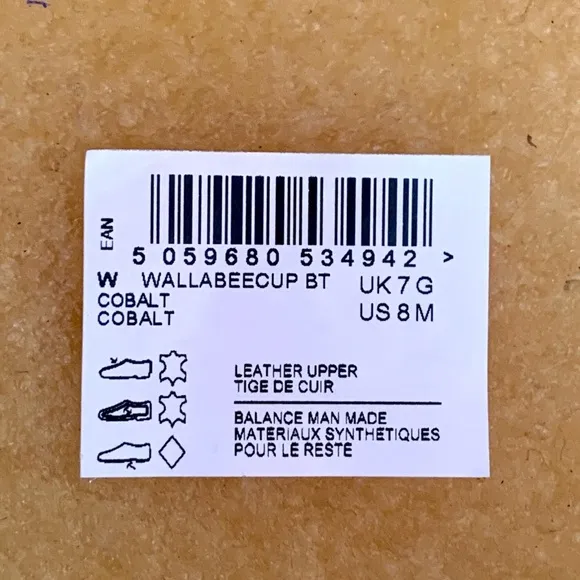 EAN
5 059680 534942 >
W WALLABEECUP BT UK 7 G
COBALT
COBALT US 8 M
LEATHER UPPER
TIGE DE CUIR
BALANCE MAN MADE
MATERIAUX SYNTHETIQUES
POUR LE RESTE